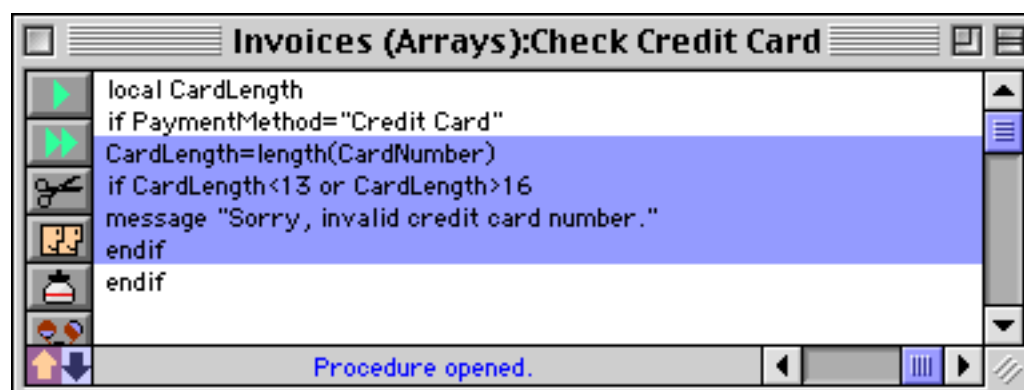 Invoices (Arrays):Check Credit Card
local CardLength
if PaymentMethod="Credit Card"
CardLength=length(CardNumber)
if CardLength<13 or CardLength>16
message "Sorry, invalid credit card number."
endif
endif
Procedure opened.